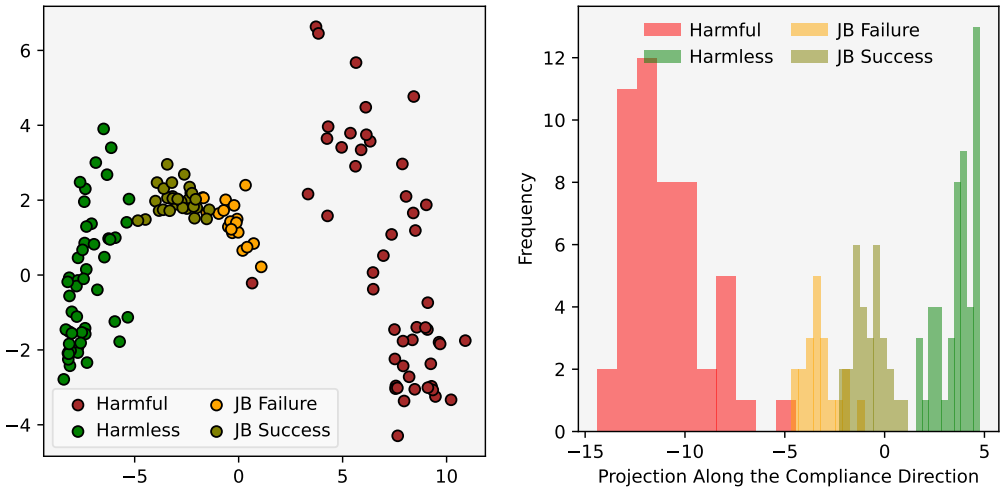 6
4
2
0
−2
−4
−5
0
5
10
Harmful
Harmless
JB Failure
JB Success
Frequency
12
10
8
6
4
2
0
−15
−10
−5
0
5
Projection Along the Compliance Direction
Harmful
Harmless
JB Failure
JB Success